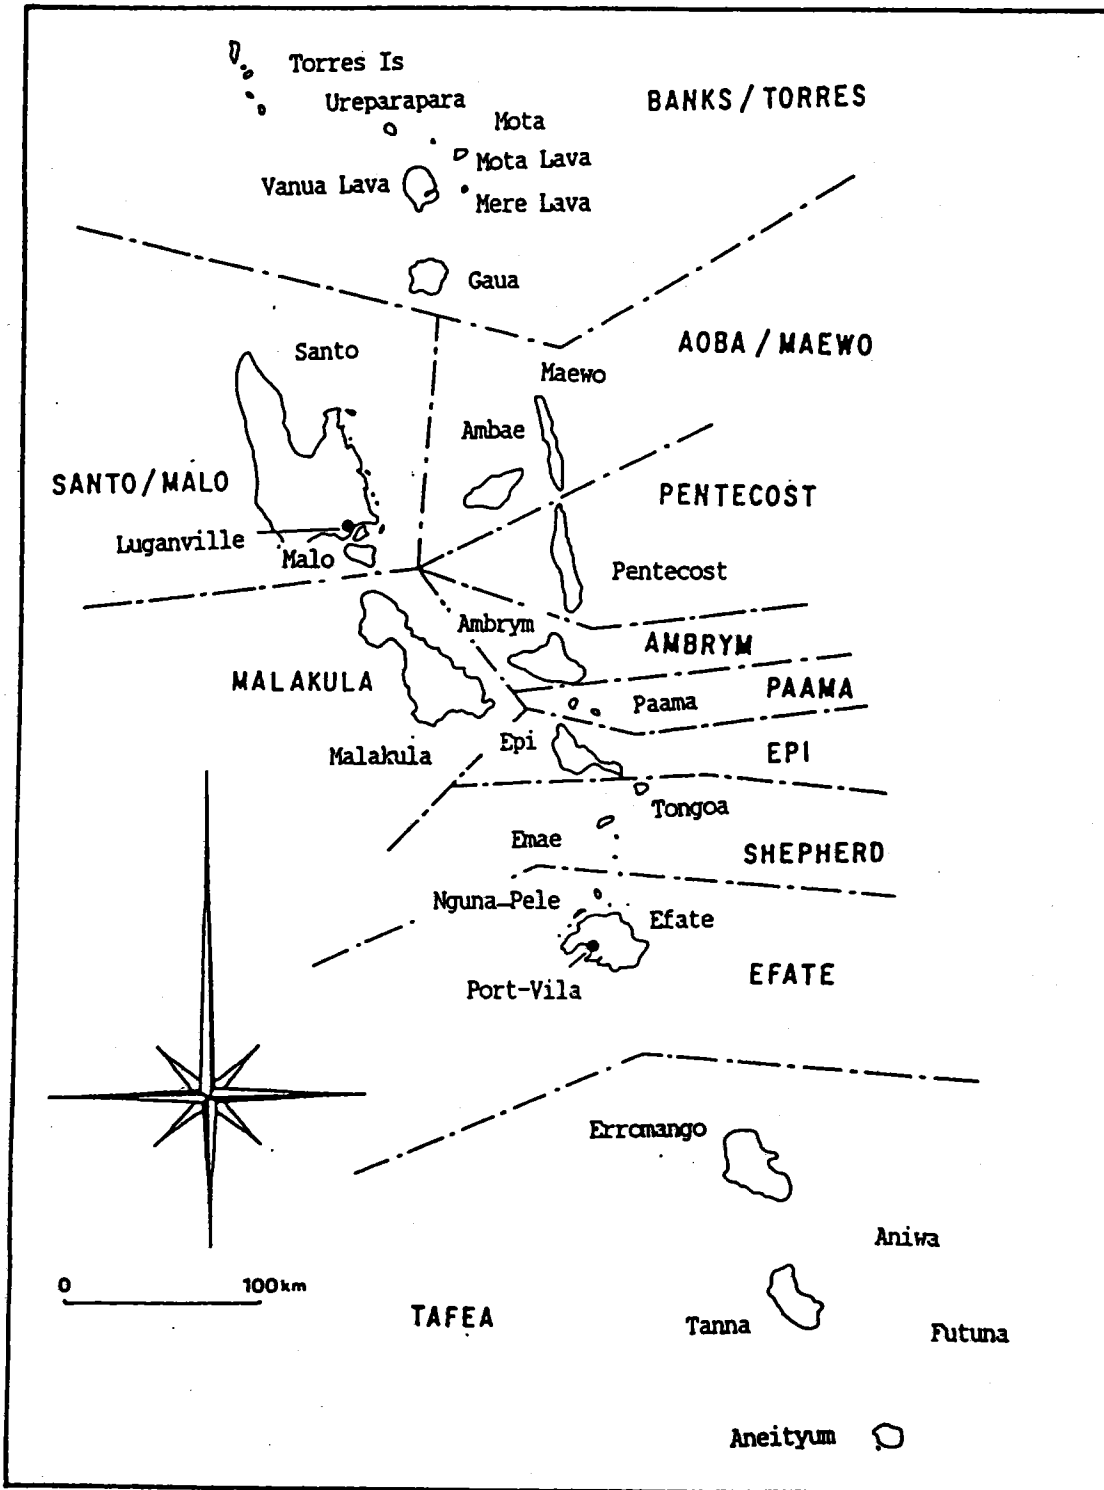 Torres Is
Ureparapara
BANKS / TORRES
Mota
Mota Lava
Vanua Lava
Mere Lava
Gaua
AOBA / MAEWO
Santo
Maewo
Ambae
SANTO/MALO
PENTECOST
Luganville
Malo
Pentecost
Ambrym
AMBRYM
MALAKULA
PAAMA
Paama
Epi
EPI
Malakula
Tongoa
Emae
SHEPHERD
Nguna-Pele
Efate
EFATE
Port-Vila
Erromango
Aniwa
0 100 km
TAFEA
Tanna
Futuna
Aneityum